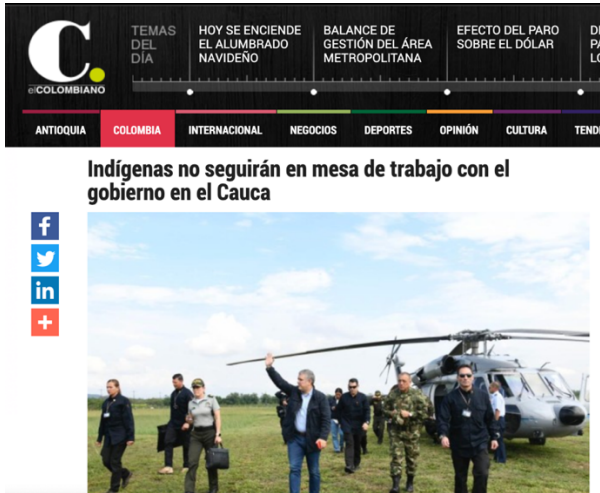 TEMAS
DEL
DÍA
HOY SE ENCIENDE
EL ALUMBRADO
NAVIDEÑO
BALANCE DE
GESTIÓN DEL ÁREA
METROPOLITANA
EFECTO DEL PARO
SOBRE EL DÓLAR
C.
elCOLOMBIANO
ANTIOQUIA COLOMBIA INTERNACIONAL NEGOCIOS DEPORTES OPINIÓN CULTURA TEND
Indígenas no seguirán en mesa de trabajo con el
gobierno en el Cauca
f
in
+